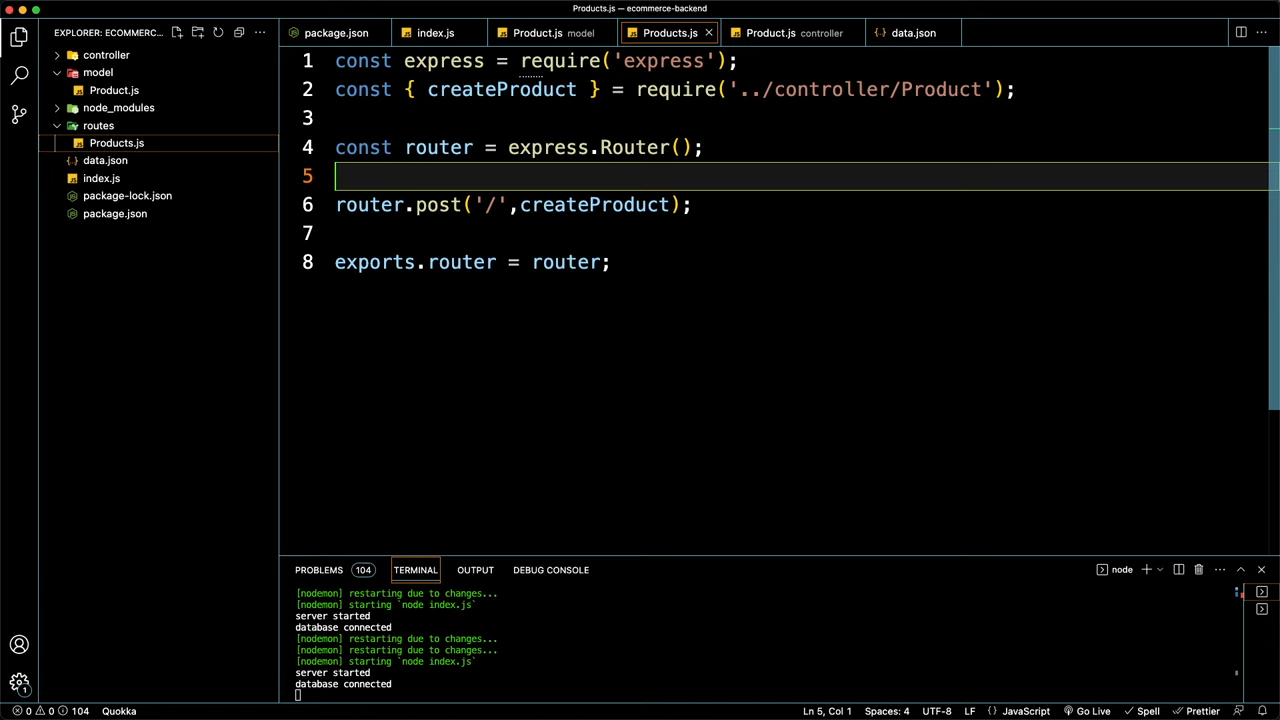 Products.js — ecommerce-backend
EXPLORER: ECOMMERC...
package.json
index.js
Product.js model
Products.js
Product.js controller
{..} data.json
controller
model
Product.js
node_modules
routes
Products.js
{..} data.json
index.js
package-lock.json
package.json
1 const express = require('express');
2 const { createProduct } = require('../controller/Product');
3
4 const router = express.Router();
5
6 router.post('/',createProduct);
7
8 exports.router = router;
PROBLEMS 104 TERMINAL OUTPUT DEBUG CONSOLE
node
[nodemon] restarting due to changes...
[nodemon] starting `node index.js`
server started
database connected
[nodemon] restarting due to changes...
[nodemon] restarting due to changes...
[nodemon] starting `node index.js`
server started
database connected
1
0 0 104 Quokka
Ln 5, Col 1 Spaces: 4 UTF-8 LF {} JavaScript Go Live Spell Prettier